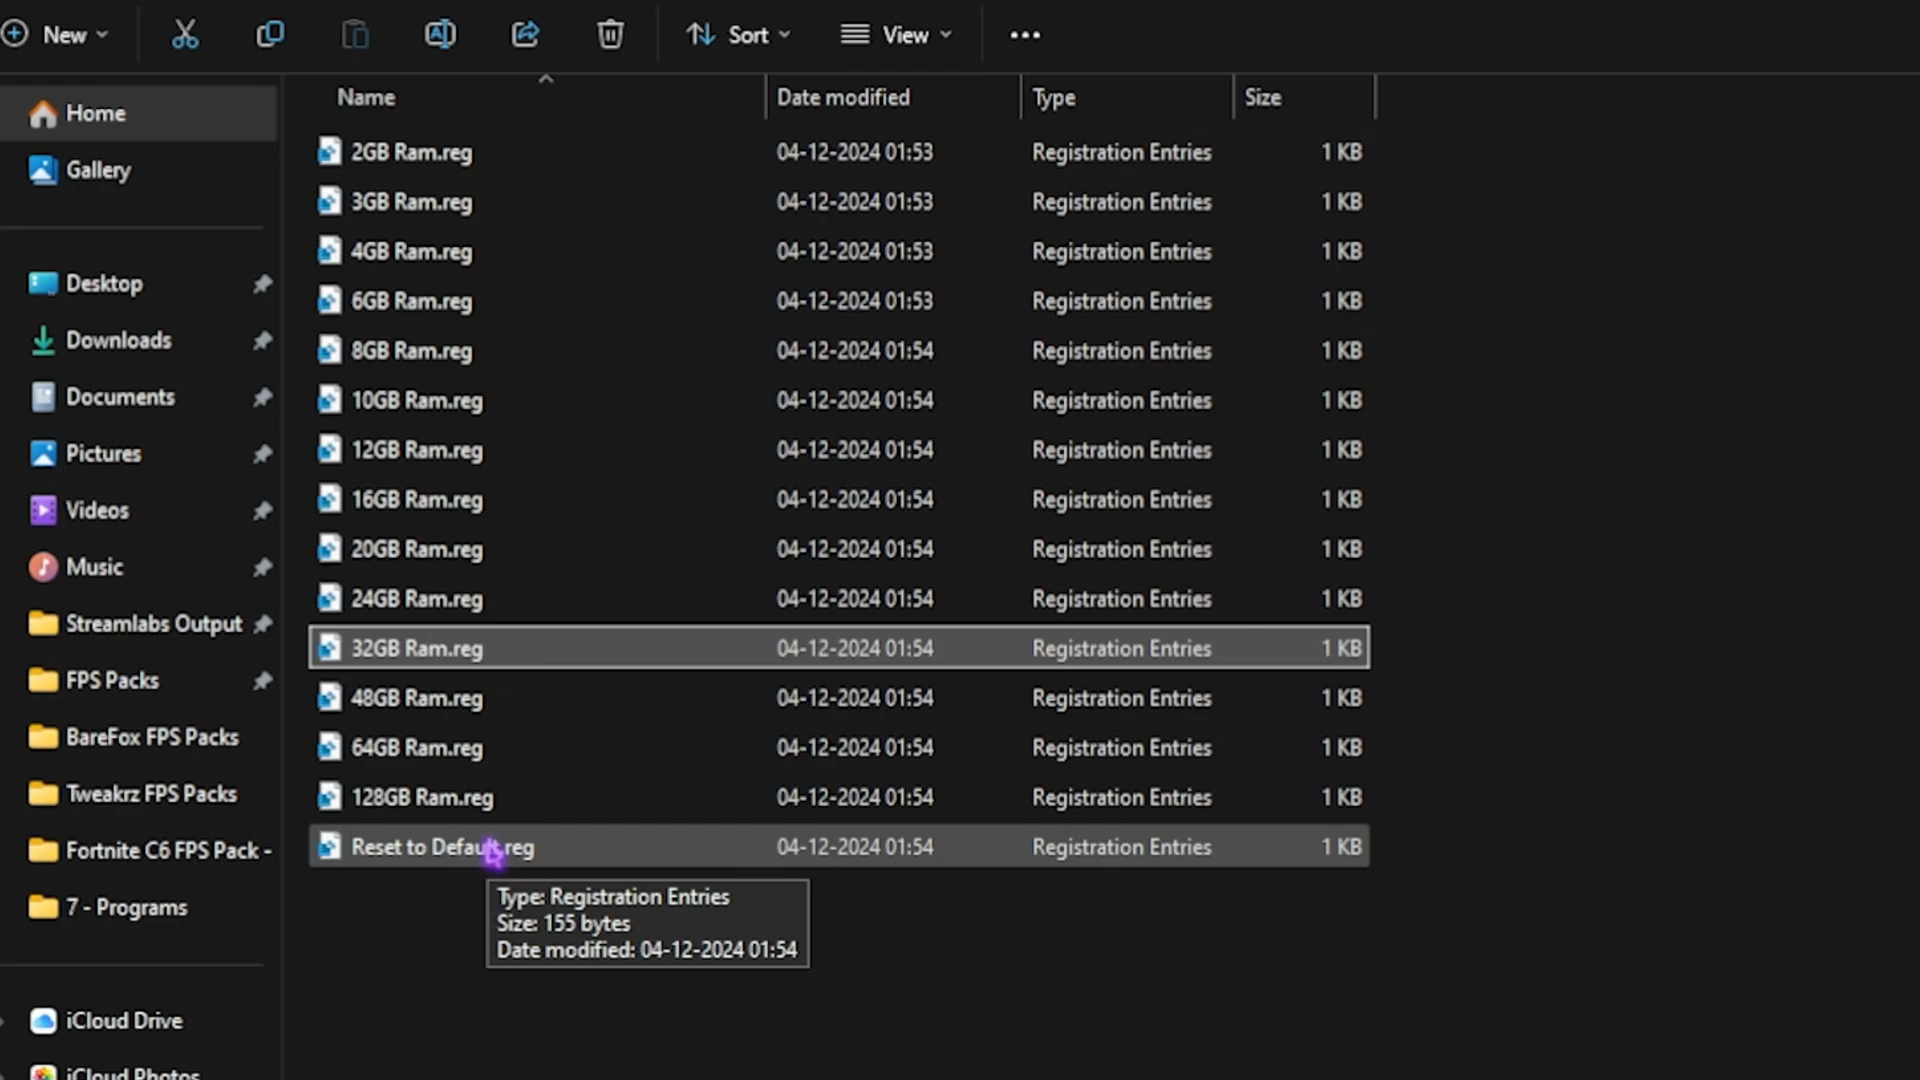 New
Sort
View
Home
Gallery
Desktop
Downloads
Documents
Pictures
Videos
Music
Streamlabs Output
FPS Packs
BareFox FPS Packs
Tweakrz FPS Packs
Fortnite C6 FPS Pack -
7 - Programs
iCloud Drive
iCloud Photos
Name Date modified Type Size
2GB Ram.reg 04-12-2024 01:53 Registration Entries 1 KB
3GB Ram.reg 04-12-2024 01:53 Registration Entries 1 KB
4GB Ram.reg 04-12-2024 01:53 Registration Entries 1 KB
6GB Ram.reg 04-12-2024 01:53 Registration Entries 1 KB
8GB Ram.reg 04-12-2024 01:54 Registration Entries 1 KB
10GB Ram.reg 04-12-2024 01:54 Registration Entries 1 KB
12GB Ram.reg 04-12-2024 01:54 Registration Entries 1 KB
16GB Ram.reg 04-12-2024 01:54 Registration Entries 1 KB
20GB Ram.reg 04-12-2024 01:54 Registration Entries 1 KB
24GB Ram.reg 04-12-2024 01:54 Registration Entries 1 KB
32GB Ram.reg 04-12-2024 01:54 Registration Entries 1 KB
48GB Ram.reg 04-12-2024 01:54 Registration Entries 1 KB
64GB Ram.reg 04-12-2024 01:54 Registration Entries 1 KB
128GB Ram.reg 04-12-2024 01:54 Registration Entries 1 KB
Reset to Default.reg 04-12-2024 01:54 Registration Entries 1 KB
Type: Registration Entries
Size: 155 bytes
Date modified: 04-12-2024 01:54